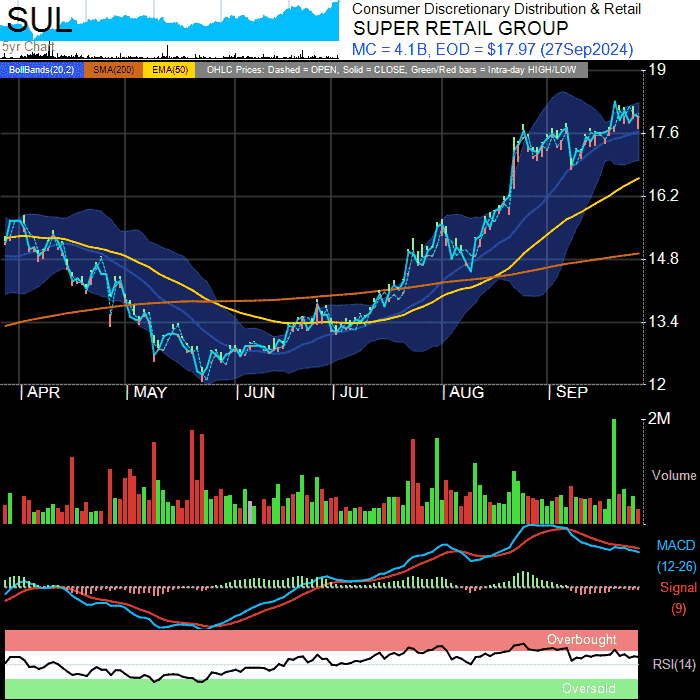 SUL
5yr Chart
Consumer Discretionary Distribution & Retail
SUPER RETAIL GROUP
MC = 4.1B, EOD = $17.97 (27Sep2024)
BollBands(20,2) SMA(200) EMA(50) OHLC Prices: Dashed = OPEN, Solid = CLOSE, Green/Red bars = Intra-day HIGH/LOW
19
17.6
16.2
14.8
13.4
12
APR MAY JUN JUL AUG SEP
2M
Volume
MACD
(12-26)
Signal
(9)
Overbought
RSI(14)
Oversold